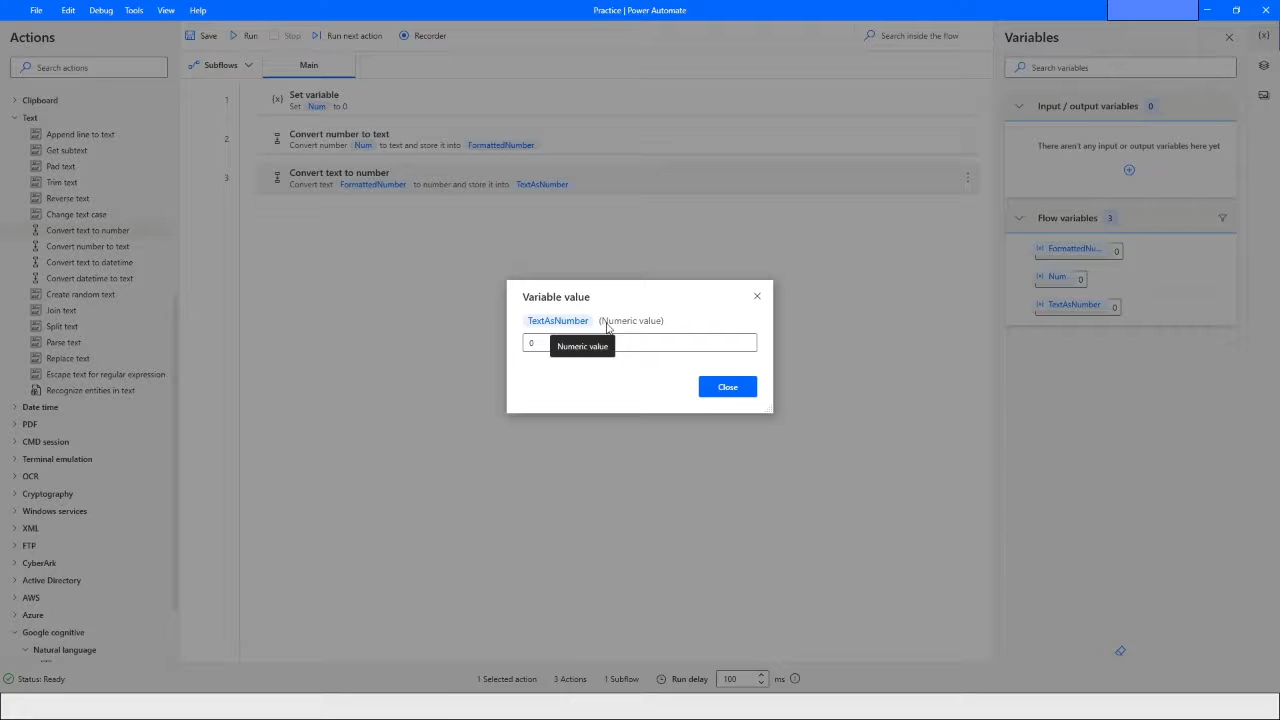 File Edit Debug Tools View Help
Practice | Power Automate
Actions
Search actions
Clipboard
Text
Append line to text
Get subtext
Pad text
Trim text
Reverse text
Change text case
Convert text to number
Convert number to text
Convert text to datetime
Convert datetime to text
Create random text
Join text
Split text
Parse text
Replace text
Escape text for regular expression
Recognize entities in text
Date time
PDF
CMD session
Terminal emulation
OCR
Cryptography
Windows services
XML
FTP
CyberArk
Active Directory
AWS
Azure
Google cognitive
Natural language
Save Run Stop Run next action Recorder
Search inside the flow
Subflows Main
1
Set variable
Set Num to 0
2
Convert number to text
Convert number Num to text and store it into FormattedNumber
3
Convert text to number
Convert text FormattedNumber to number and store it into TextAsNumber
Variable value
TextAsNumber (Numeric value)
0
Numeric value
Close
Variables
{x}
Search variables
Input / output variables 0
There aren't any input or output variables here yet
Flow variables 3
FormattedNu... 0
Num 0
TextAsNumber 0
Status: Ready
1 Selected action 3 Actions 1 Subflow Run delay 100 ms